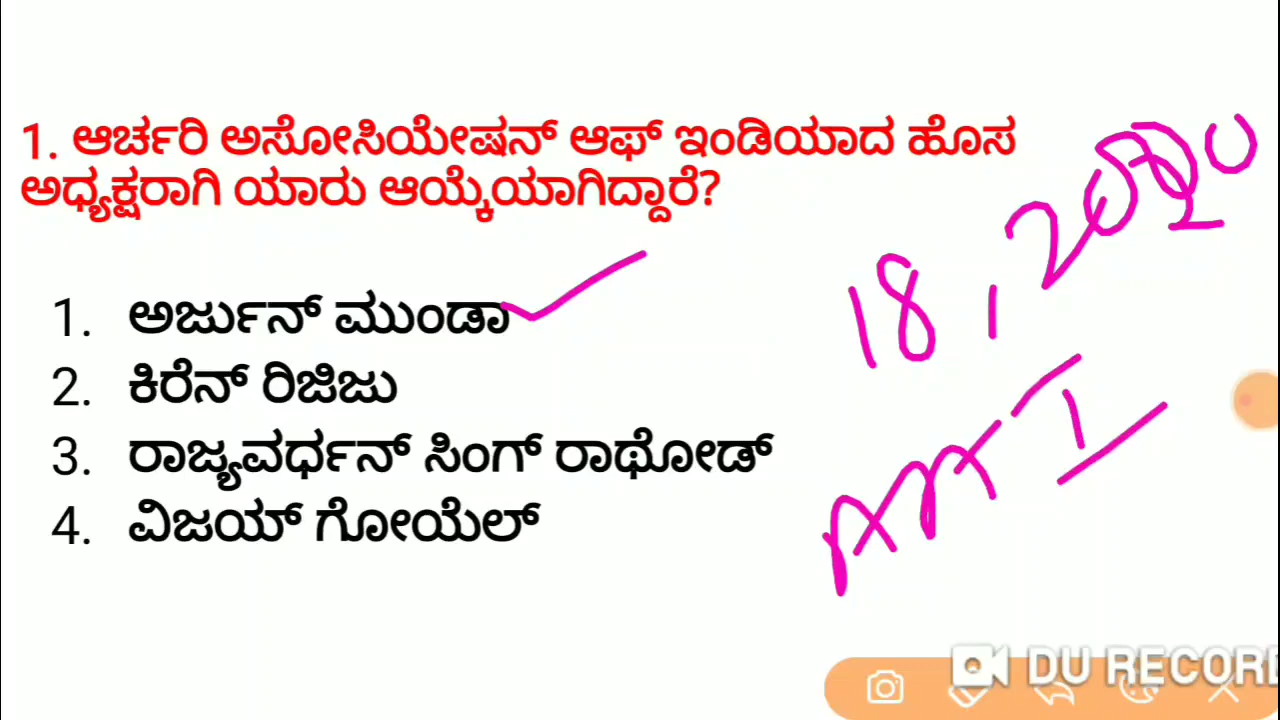 1. ಆರ್ಚರಿ ಅಸೋಸಿಯೇಷನ್ ಆಫ್ ಇಂಡಿಯಾದ ಹೊಸ
ಅಧ್ಯಕ್ಷರಾಗಿ ಯಾರು ಆಯ್ಕೆಯಾಗಿದ್ದಾರೆ?
1. ಅರ್ಜುನ್ ಮುಂಡಾ
2. ಕಿರೆನ್ ರಿಜಿಜು
3. ರಾಜ್ಯವರ್ಧನ್ ಸಿಂಗ್ ರಾಥೋಡ್
4. ವಿಜಯ್ ಗೋಯೆಲ್
18,
AAI
DU RECORD